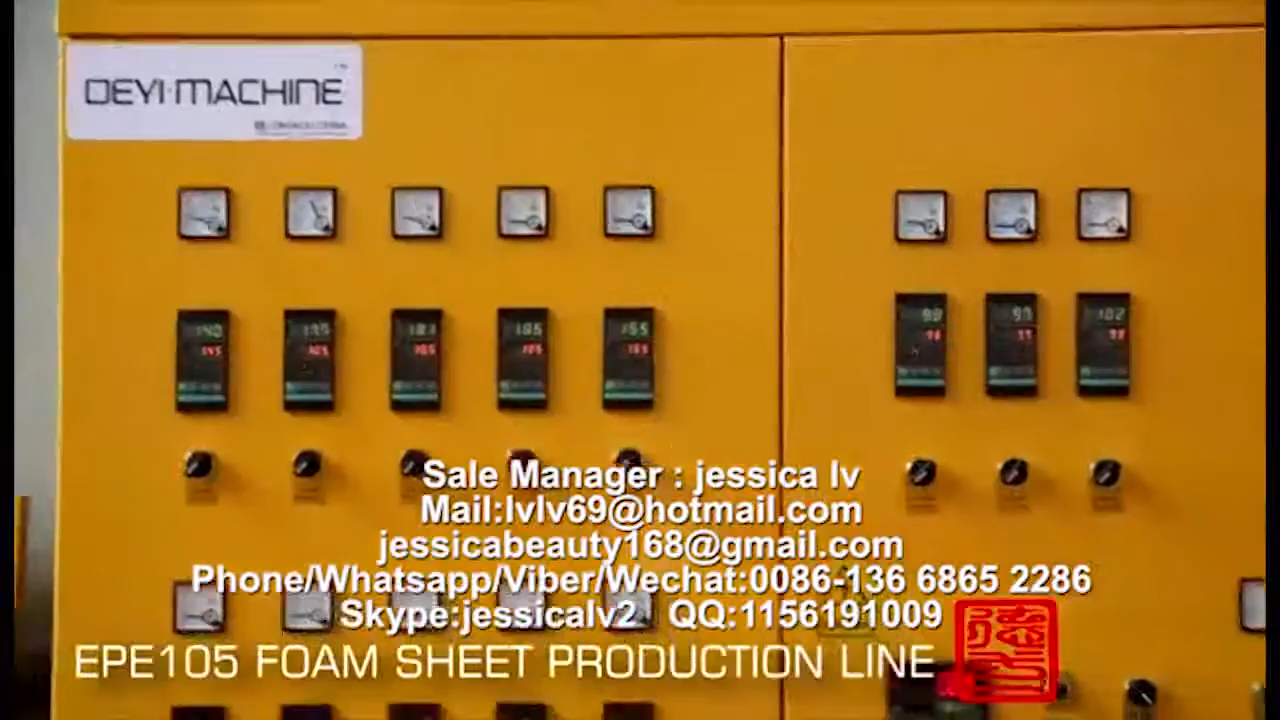 DEYI·MACHINE
Sale Manager : jessica lv
Mail:lvlv69@hotmail.com
jessicabeauty168@gmail.com
Phone/Whatsapp/Viber/Wechat:0086-136 6865 2286
Skype:jessicalv2 QQ:1156191009
EPE105 FOAM SHEET PRODUCTION LINE